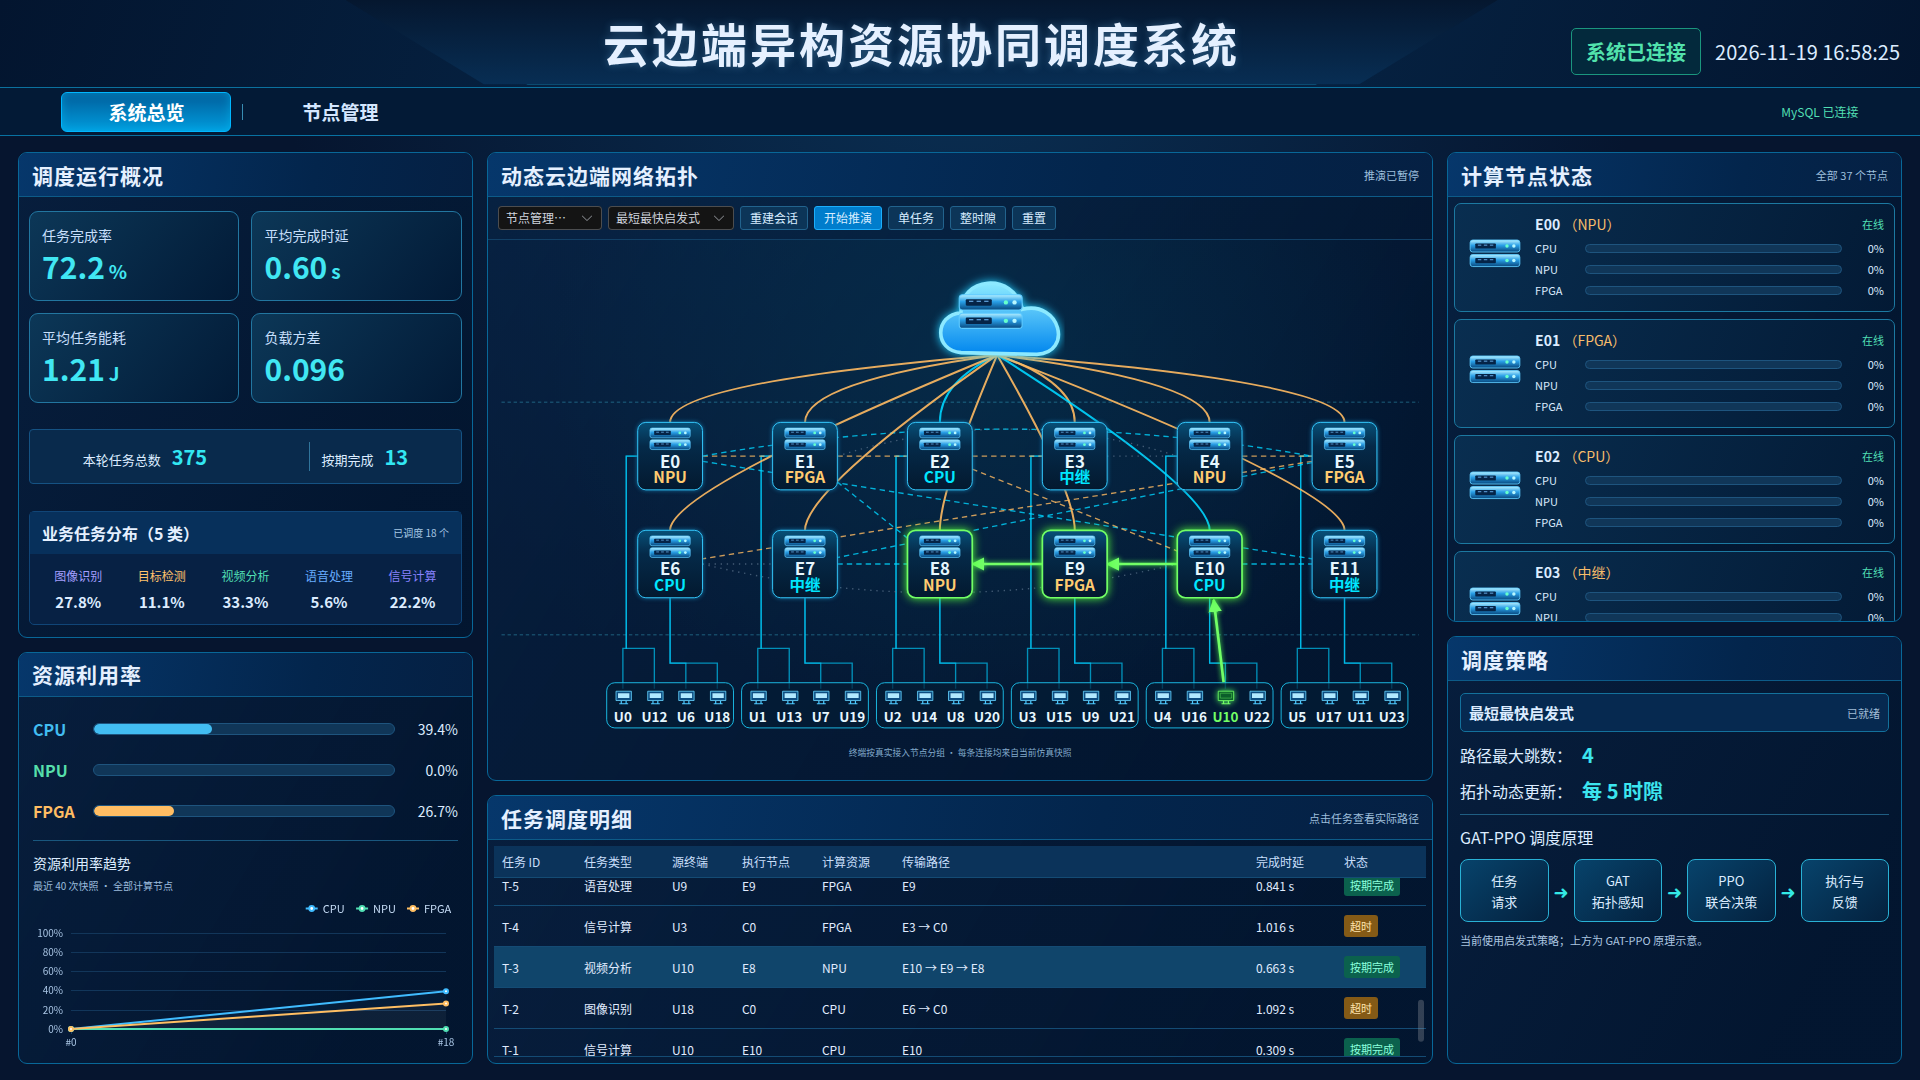 云边端异构资源协同调度系统
系统已连接 2026-11-19 16:58:25
系统总览 节点管理 MySQL 已连接
调度运行概况
任务完成率
72.2 %
平均完成时延
0.60 s
平均任务能耗
1.21 J
负载方差
0.096
本轮任务总数 375 按期完成 13
业务任务分布（5 类） 已调度 18 个
图像识别 目标检测 视频分析 语音处理 信号计算
27.8% 11.1% 33.3% 5.6% 22.2%
资源利用率
CPU 39.4%
NPU 0.0%
FPGA 26.7%
资源利用率趋势
最近 40 次快照 · 全部计算节点
CPU NPU FPGA
100%
80%
60%
40%
20%
0%
#0 #18
动态云边端网络拓扑 推演已暂停
节点管理… 最短最快启发式 重建会话 开始推演 单任务 整时隙 重置
E0 E1 E2 E3 E4 E5
NPU FPGA CPU 中继 NPU FPGA
E6 E7 E8 E9 E10 E11
CPU 中继 NPU FPGA CPU 中继
U0 U12 U6 U18 U1 U13 U7 U19 U2 U14 U8 U20 U3 U15 U9 U21 U4 U16 U10 U22 U5 U17 U11 U23
终端按真实接入节点分组 · 每条连接均来自当前仿真快照
任务调度明细 点击任务查看实际路径
任务 ID 任务类型 源终端 执行节点 计算资源 传输路径 完成时延 状态
T-5 语音处理 U9 E9 FPGA E9 0.841 s 按期完成
T-4 信号计算 U3 C0 FPGA E3 → C0 1.016 s 超时
T-3 视频分析 U10 E8 NPU E10 → E9 → E8 0.663 s 按期完成
T-2 图像识别 U18 C0 CPU E6 → C0 1.092 s 超时
T-1 信号计算 U10 E10 CPU E10 0.309 s 按期完成
计算节点状态 全部 37 个节点
E00 （NPU） 在线
CPU 0%
NPU 0%
FPGA 0%
E01 （FPGA） 在线
CPU 0%
NPU 0%
FPGA 0%
E02 （CPU） 在线
CPU 0%
NPU 0%
FPGA 0%
E03 （中继） 在线
CPU 0%
NPU 0%
调度策略
最短最快启发式 已就绪
路径最大跳数： 4
拓扑动态更新： 每 5 时隙
GAT-PPO 调度原理
任务 GAT PPO 执行与
请求 ➜ 拓扑感知 ➜ 联合决策 ➜ 反馈
当前使用启发式策略；上方为 GAT-PPO 原理示意。